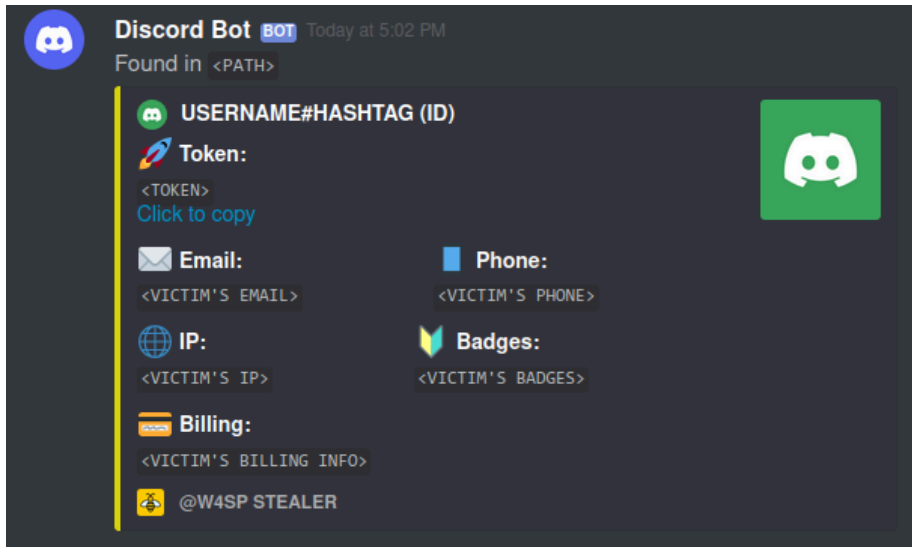 Discord Bot BOT Today at 5:02 PM
Found in <PATH>
USERNAME#HASHTAG (ID)
Token:
<TOKEN>
Click to copy
Email: Phone:
<VICTIM'S EMAIL> <VICTIM'S PHONE>
IP: Badges:
<VICTIM'S IP> <VICTIM'S BADGES>
Billing:
<VICTIM'S BILLING INFO>
@W4SP STEALER